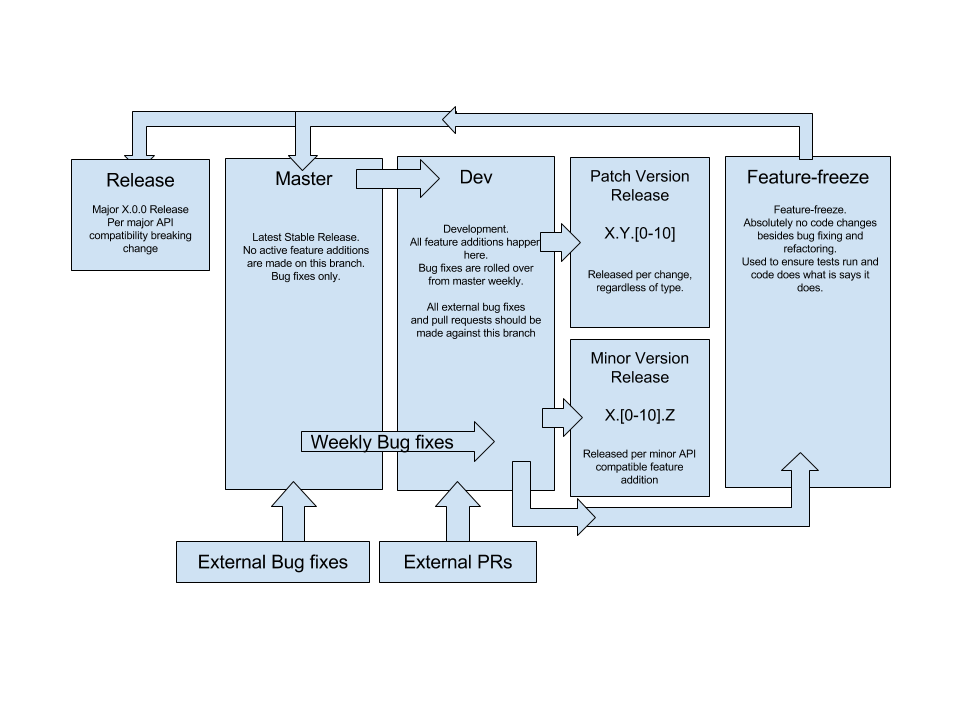 Release
Major X.0.0 Release
Per major API
compatibility breaking
change
Master
Latest Stable Release.
No active feature additions
are made on this branch.
Bug fixes only.
Dev
Development.
All feature additions happen
here.
Bug fixes are rolled over
from master weekly.
All external bug fixes
and pull requests should be
made against this branch
Patch Version
Release
X.Y.[0-10]
Released per change,
regardless of type.
Minor Version
Release
X.[0-10].Z
Released per minor API
compatible feature
addition
Feature-freeze
Feature-freeze.
Absolutely no code changes
besides bug fixing and
refactoring.
Used to ensure tests run and
code does what is says it
does.
Weekly Bug fixes
External Bug fixes
External PRs